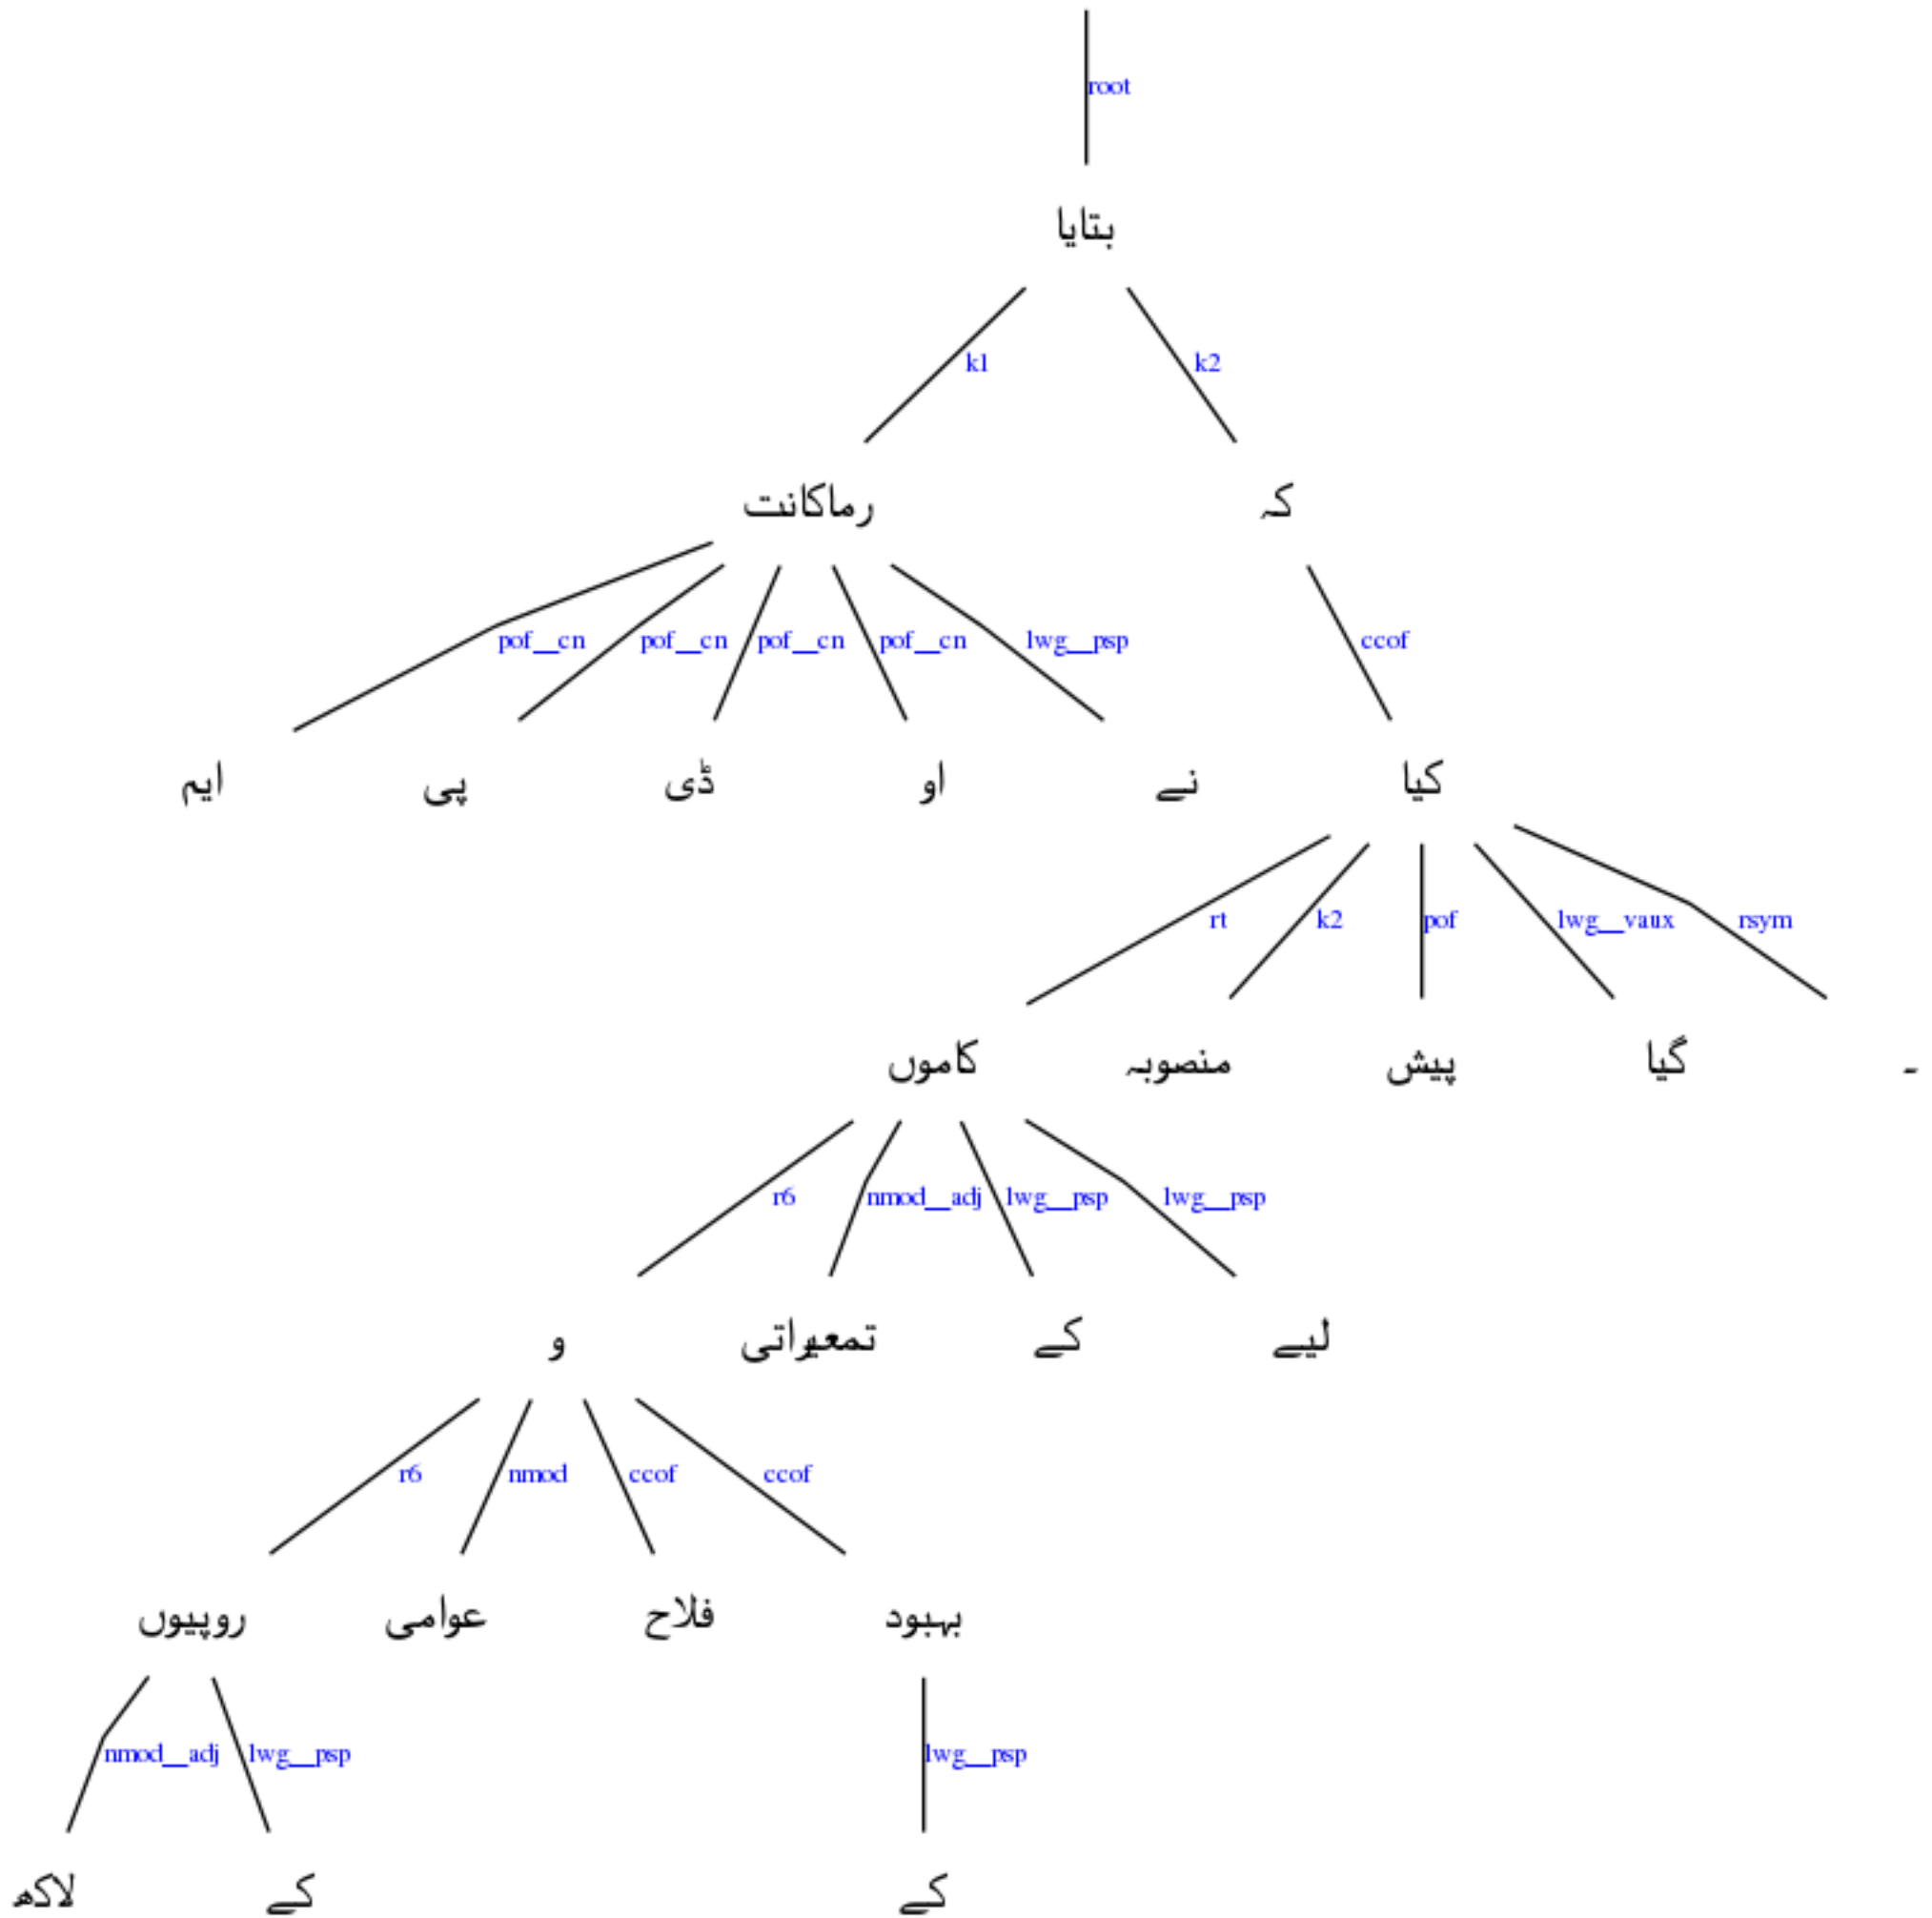 root
بتایا
k1 k2
رماکانت کہ
pof__cn pof__cn pof__cn pof__cn lwg__psp ccof
ایم پی ڈی او نے کیا
rt k2 pof lwg__vaux rsym
کاموں منصوبہ پیش گیا ۔
r6 nmod__adj lwg__psp lwg__psp
و تمعیراتی کے لیے
r6 nmod ccof ccof
روپیوں عوامی فلاح بہبود
nmod__adj lwg__psp lwg__psp
لاکھ کے کے